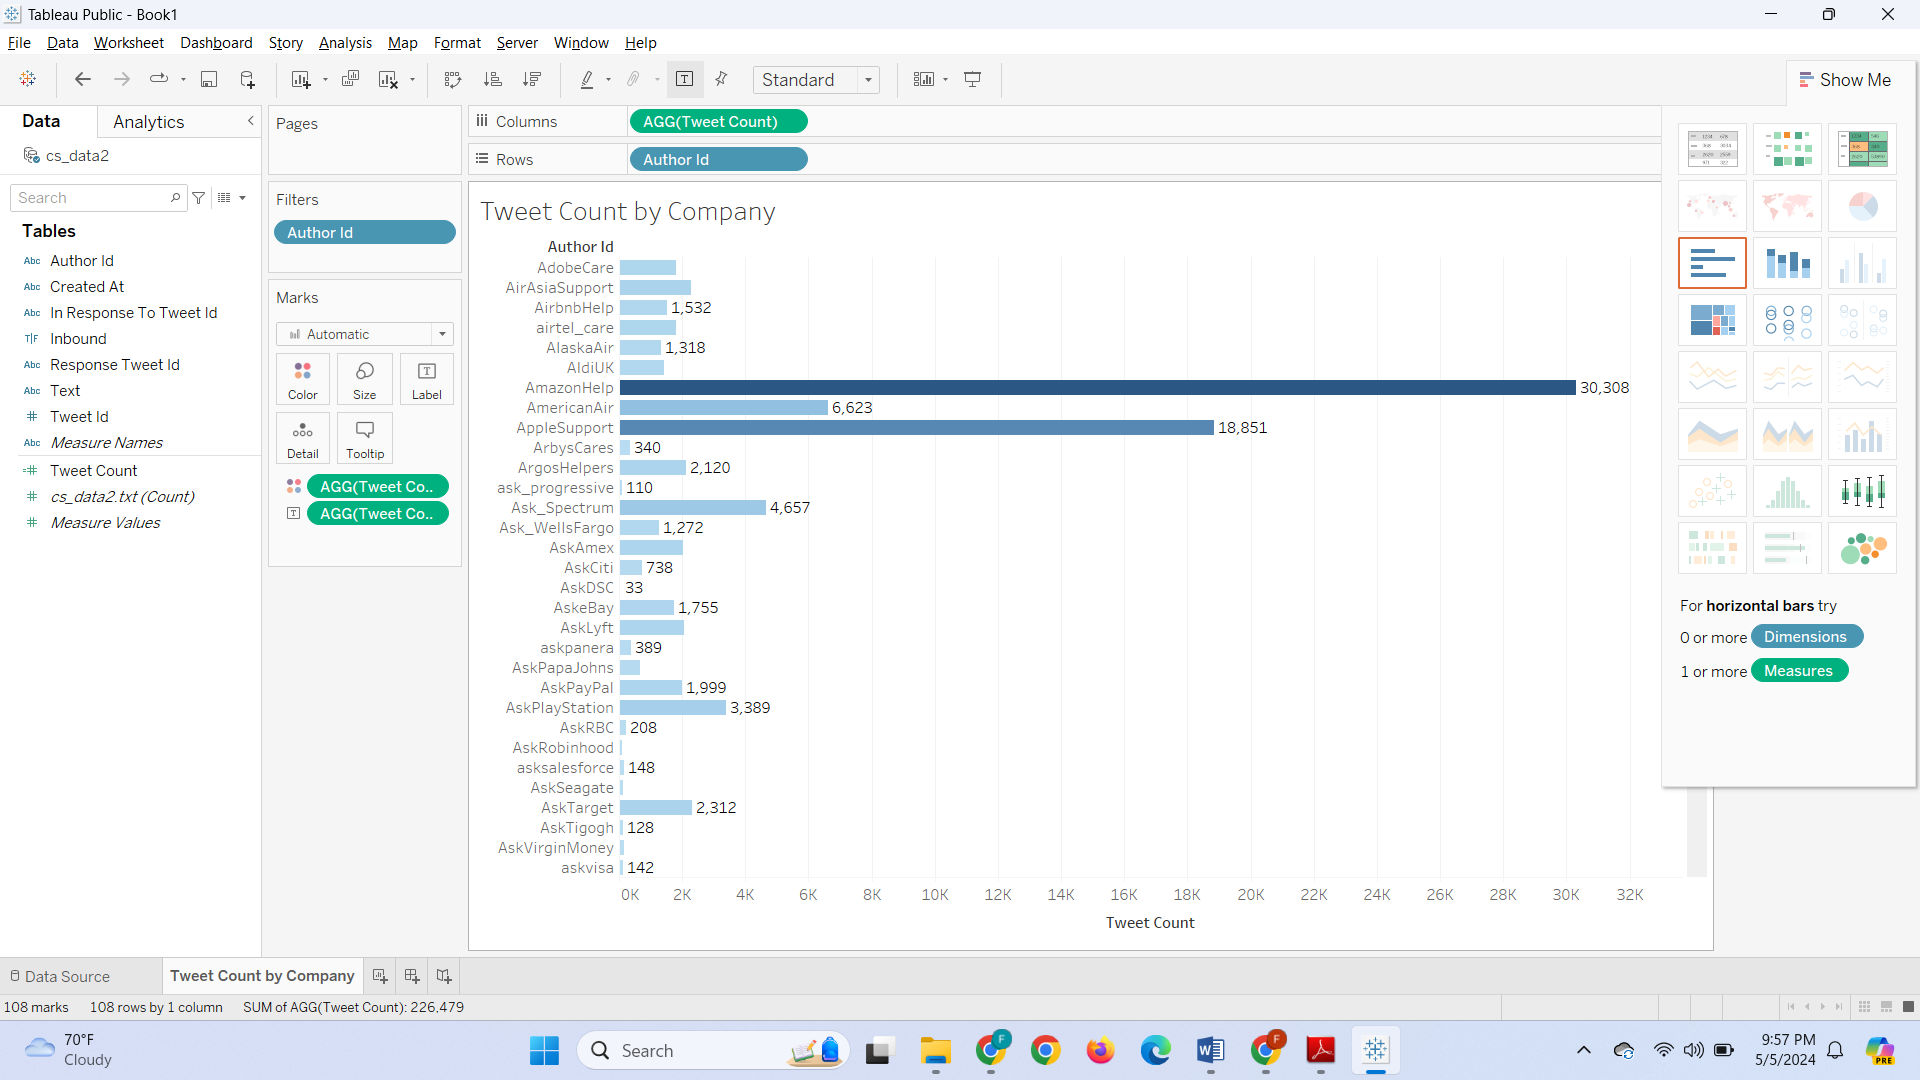 Tableau Public - Book1
File Data Worksheet Dashboard Story Analysis Map Format Server Window Help
Standard
Show Me
Data Analytics
cs_data2
Search
Tables
Author Id
Created At
In Response To Tweet Id
Inbound
Response Tweet Id
Text
Tweet Id
Measure Names
Tweet Count
cs_data2.txt (Count)
Measure Values
Pages
Filters
Author Id
Marks
Automatic
Color Size Label
Detail Tooltip
AGG(Tweet Co..
AGG(Tweet Co..
Columns AGG(Tweet Count)
Rows Author Id
Tweet Count by Company
Author Id
AdobeCare
AirAsiaSupport
AirbnbHelp 1,532
airtel_care
AlaskaAir 1,318
AldiUK
AmazonHelp 30,308
AmericanAir 6,623
AppleSupport 18,851
ArbysCares 340
ArgosHelpers 2,120
ask_progressive 110
Ask_Spectrum 4,657
Ask_WellsFargo 1,272
AskAmex
AskCiti 738
AskDSC 33
AskeBay 1,755
AskLyft
askpanera 389
AskPapaJohns
AskPayPal 1,999
AskPlayStation 3,389
AskRBC 208
AskRobinhood
asksalesforce 148
AskSeagate
AskTarget 2,312
AskTigogh 128
AskVirginMoney
askvisa 142
0K 2K 4K 6K 8K 10K 12K 14K 16K 18K 20K 22K 24K 26K 28K 30K 32K
Tweet Count
For horizontal bars try
0 or more Dimensions
1 or more Measures
Data Source Tweet Count by Company
108 marks 108 rows by 1 column SUM of AGG(Tweet Count): 226,479
70°F
Cloudy
Search
9:57 PM
5/5/2024
PRE